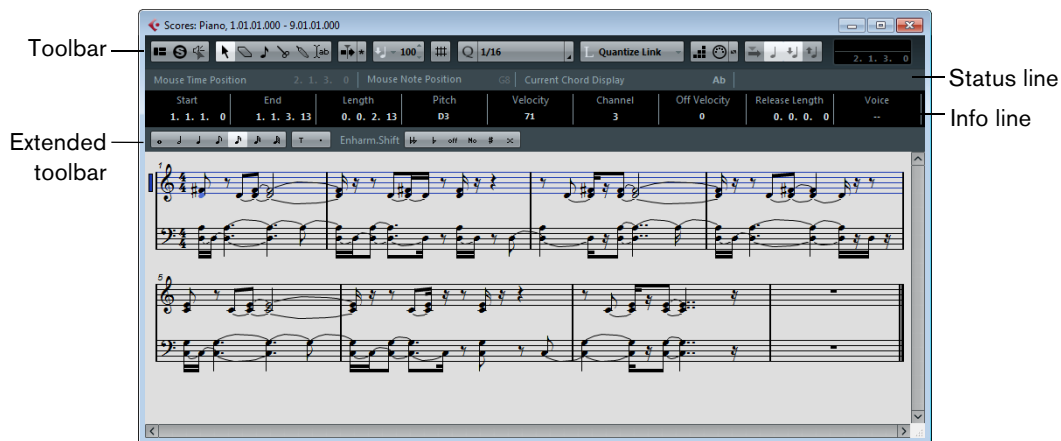 Scores: Piano, 1.01.01.000 - 9.01.01.000
Toolbar
100
Q 1/16
L Quantize Link
2. 1. 3. 0
Mouse Time Position 2. 1. 3. 0 Mouse Note Position G8 Current Chord Display Ab
Status line
Start End Length Pitch Velocity Channel Off Velocity Release Length Voice
1. 1. 1. 0 1. 1. 3. 13 0. 0. 2. 13 D3 71 3 0 0. 0. 0. 0 --
Info line
Extended
toolbar
T . Enharm.Shift off No
1
5